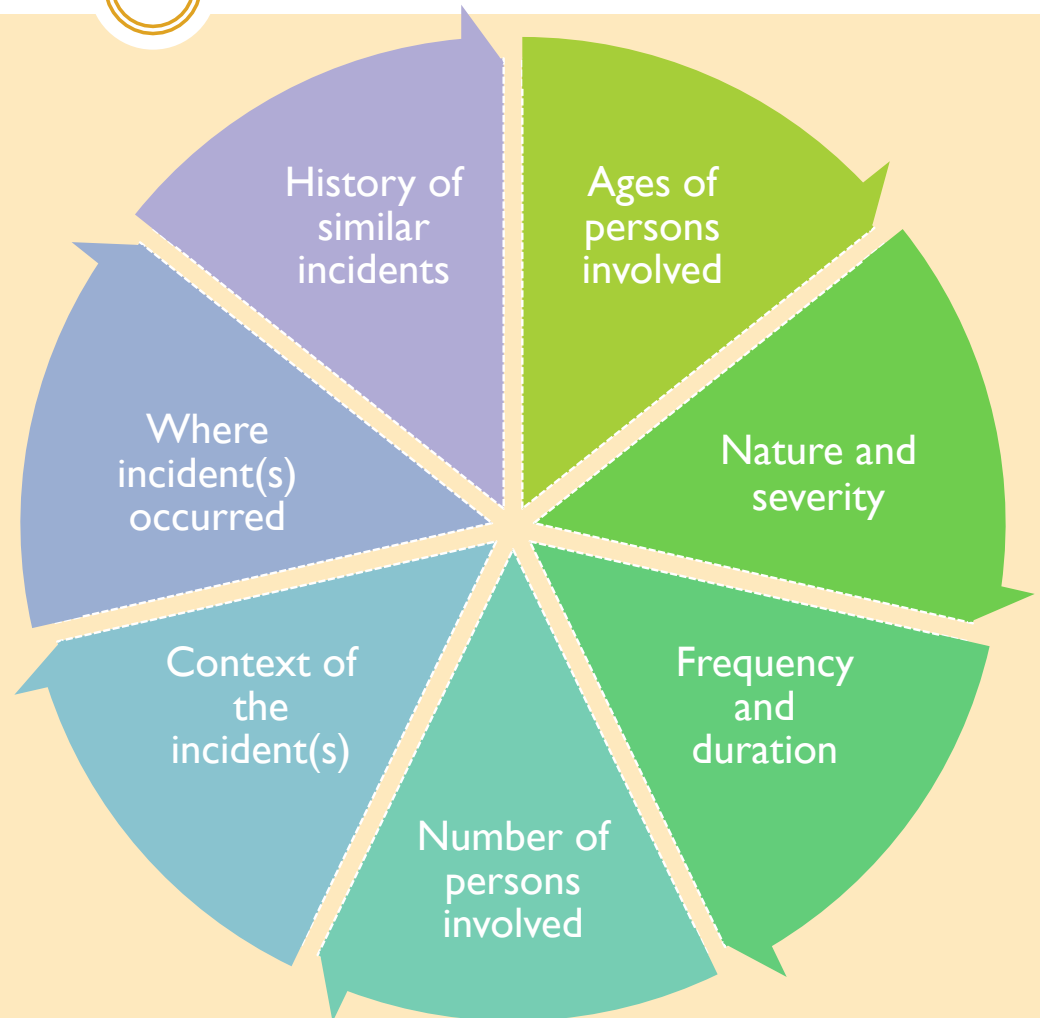 Ages of
persons
involved
Nature and
severity
Frequency
and
duration
Number of
persons
involved
Context of
the
incident(s)
Where
incident(s)
occurred
History of
similar
incidents